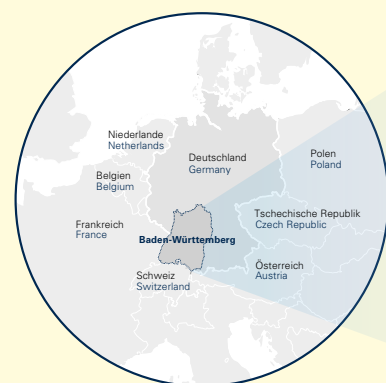 Niederlande
Netherlands
Deutschland
Germany
Polen
Poland
Belgien
Belgium
Frankreich
France
Baden-Württemberg
Tschechische Republik
Czech Republic
Schweiz
Switzerland
Österreich
Austria